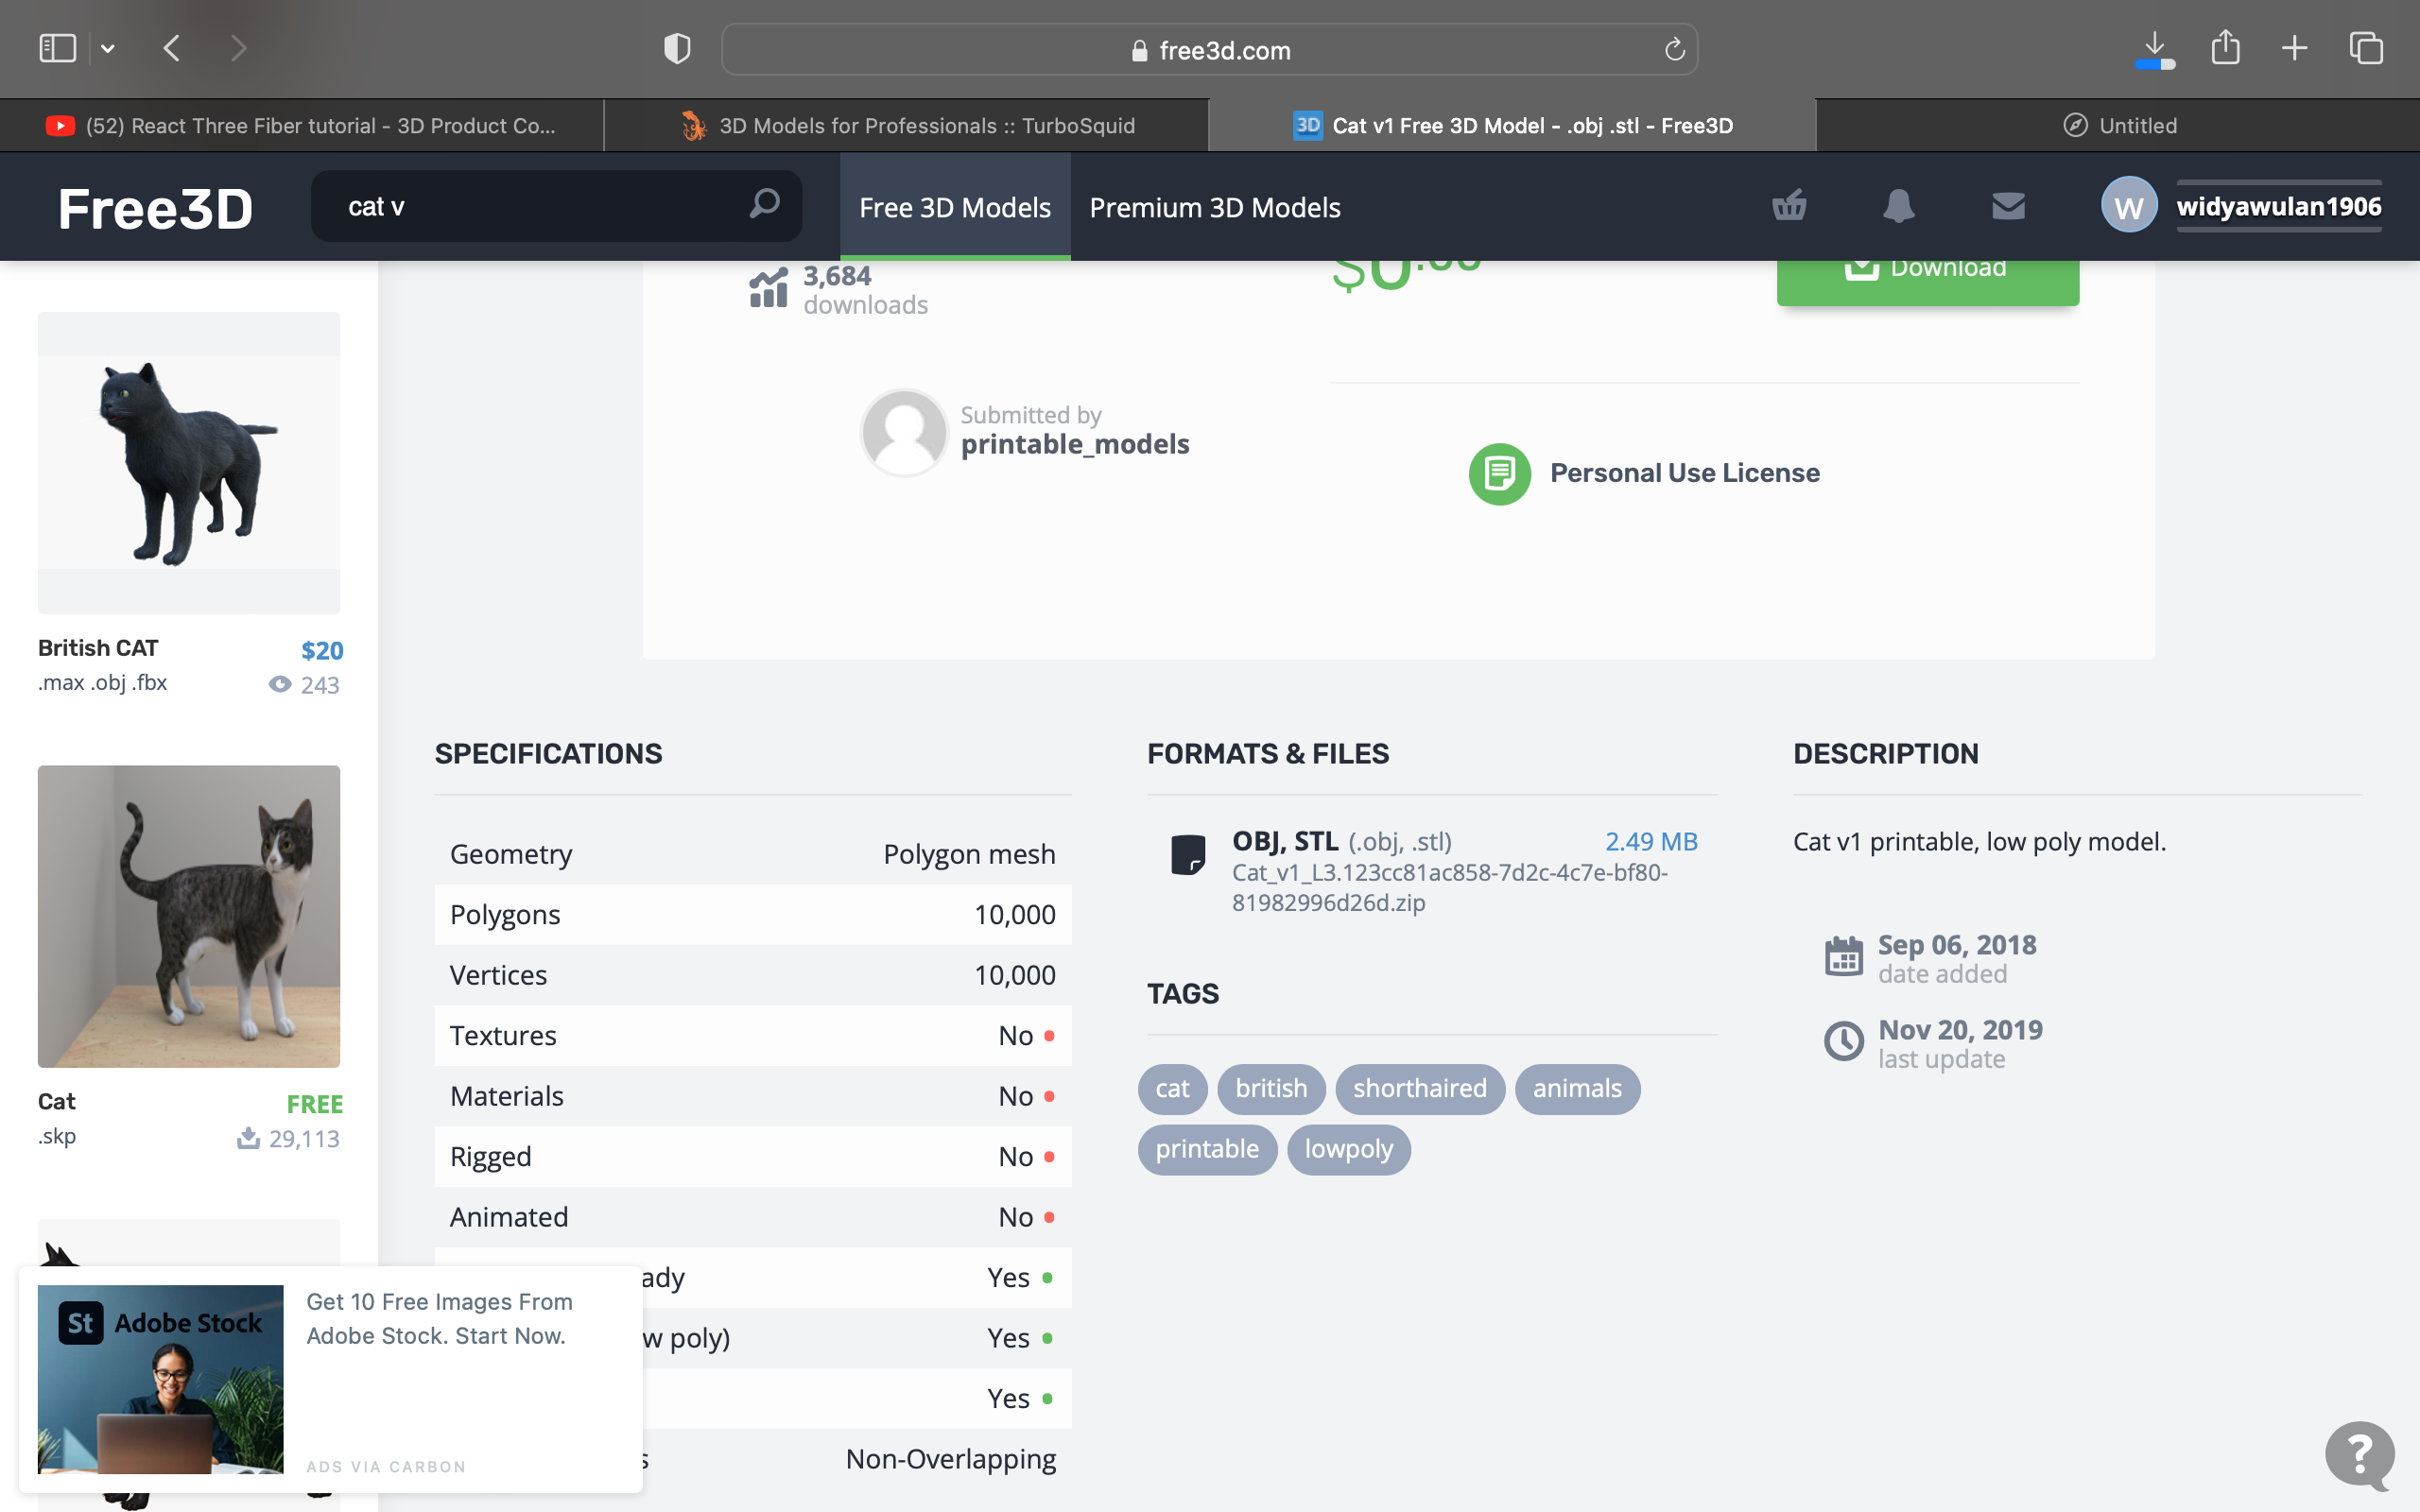 free3d.com
(52) React Three Fiber tutorial - 3D Product Co...
3D Models for Professionals :: TurboSquid
3D Cat v1 Free 3D Model - .obj .stl - Free3D
Untitled
Free3D
cat v
Free 3D Models
Premium 3D Models
W
widyawulan1906
3,684
downloads
Download
Submitted by
printable_models
Personal Use License
British CAT
$20
.max .obj .fbx
243
Cat
FREE
.skp
29,113
SPECIFICATIONS
Geometry Polygon mesh
Polygons 10,000
Vertices 10,000
Textures No
Materials No
Rigged No
Animated No
ady Yes
w poly) Yes
Yes
s Non-Overlapping
FORMATS & FILES
OBJ, STL (.obj, .stl) 2.49 MB
Cat_v1_L3.123cc81ac858-7d2c-4c7e-bf80-
81982996d26d.zip
TAGS
cat british shorthaired animals
printable lowpoly
DESCRIPTION
Cat v1 printable, low poly model.
Sep 06, 2018
date added
Nov 20, 2019
last update
St Adobe Stock
Get 10 Free Images From
Adobe Stock. Start Now.
ADS VIA CARBON
?